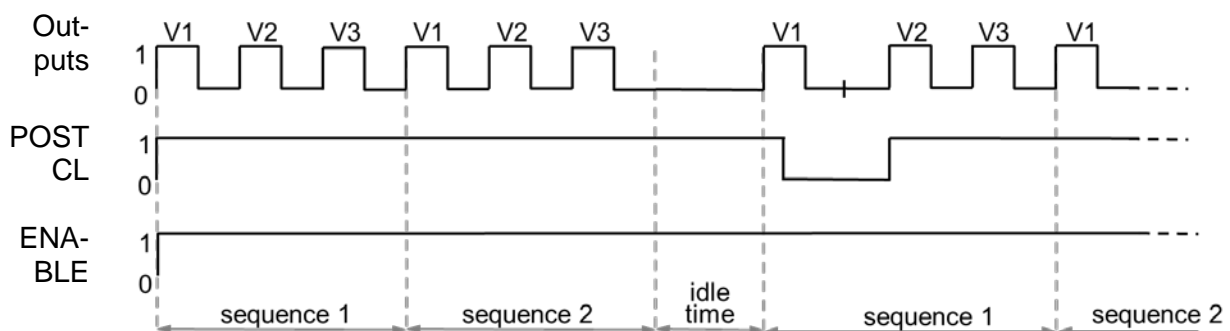 Out-
puts
V1 V2 V3 V1 V2 V3 V1 V2 V3 V1
1
0
POST
CL
1
0
ENA-
BLE
1
0
sequence 1 sequence 2 idle
time sequence 1 sequence 2